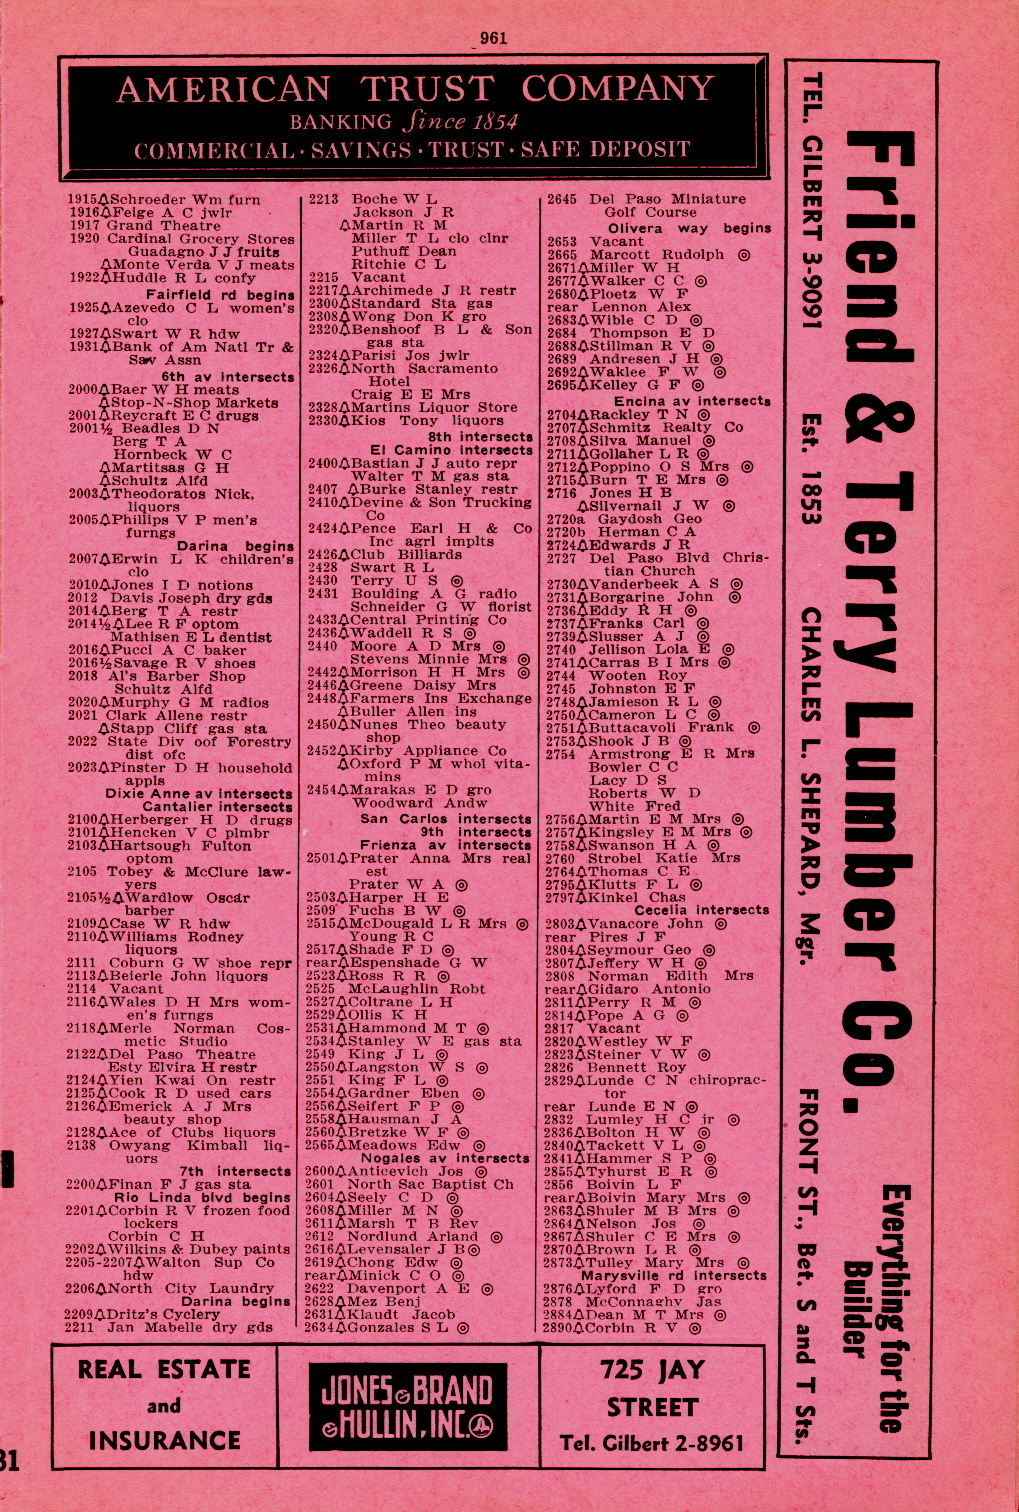 961
AMERICAN TRUST COMPANY
BANKING Since 1854
COMMERCIAL · SAVINGS · TRUST · SAFE DEPOSIT
1915△Schroeder Wm furn
1916△Feige A C jwlr
1917 Grand Theatre
1920 Cardinal Grocery Stores
Guadagno J J fruits
△Monte Verda V J meats
1922△Huddle R L confy
Fairfield rd begins
1925△Azevedo C L women's
clo
1927△Swart W R hdw
1931△Bank of Am Natl Tr &
Sav Assn
6th av intersects
2000△Baer W H meats
△Stop-N-Shop Markets
2001△Reycraft E C drugs
2001½ Beadles D N
Berg T A
Hornbeck W C
△Martitsas G H
△Schultz Alfd
2003△Theodoratos Nick,
liquors
2005△Phillips V P men's
furngs
Darina begins
2007△Erwin L K children's
clo
2010△Jones I D notions
2012 Davis Joseph dry gds
2014△Berg T A restr
2014½△Lee R F optom
Mathisen E L dentist
2016△Pucci A C baker
2016½Savage R V shoes
2018 Al's Barber Shop
Schultz Alfd
2020△Murphy G M radios
2021 Clark Allene restr
△Stapp Cliff gas sta
2022 State Div oof Forestry
dist ofc
2023△Pinster D H household
appls
Dixie Anne av intersects
Cantalier intersects
2100△Herberger H D drugs
2101△Hencken V C plmbr
2103△Hartsough Fulton
optom
2105 Tobey & McClure law-
yers
2105½△Wardlow Oscar
barber
2109△Case W R hdw
2110△Williams Rodney
liquors
2111 Coburn G W shoe repr
2113△Beierle John liquors
2114 Vacant
2116△Wales D H Mrs wom-
en's furngs
2118△Merle Norman Cos-
metic Studio
2122△Del Paso Theatre
Esty Elvira H restr
2124△Yien Kwai On restr
2125△Cook R D used cars
2126△Emerick A J Mrs
beauty shop
2128△Ace of Clubs liquors
2138 Owyang Kimball liq-
uors
7th intersects
2200△Finan F J gas sta
Rio Linda blvd begins
2201△Corbin R V frozen food
lockers
Corbin C H
2202△Wilkins & Dubey paints
2205-2207△Walton Sup Co
hdw
2206△North City Laundry
Darina begins
2209△Dritz's Cyclery
2211 Jan Mabelle dry gds
2213 Boche W L
Jackson J R
△Martin R M
Miller T L clo clnr
Puthuff Dean
Ritchie C L
2215 Vacant
2217△Archimede J R restr
2300△Standard Sta gas
2308△Wong Don K gro
2320△Benshoof B L & Son
gas sta
2324△Parisi Jos jwlr
2326△North Sacramento
Hotel
Craig E E Mrs
2328△Martins Liquor Store
2330△Kios Tony liquors
8th intersects
El Camino intersects
2400△Bastian J J auto repr
Walter T M gas sta
2407 △Burke Stanley restr
2410△Devine & Son Trucking
Co
2424△Pence Earl H & Co
Inc agrl implts
2426△Club Billiards
2428 Swart R L
2430 Terry U S ◎
2431 Boulding A G radio
Schneider G W florist
2433△Central Printing Co
2436△Waddell R S ◎
2440 Moore A D Mrs ◎
Stevens Minnie Mrs ◎
2442△Morrison H H Mrs ◎
2446△Greene Daisy Mrs
2448△Farmers Ins Exchange
△Buller Allen ins
2450△Nunes Theo beauty
shop
2452△Kirby Appliance Co
△Oxford P M whol vita-
mins
2454△Marakas E D gro
Woodward Andw
San Carlos intersects
9th intersects
Frienza av intersects
2501△Prater Anna Mrs real
est
Prater W A ◎
2503△Harper H E
2509 Fuchs B W ◎
2515△McDougald L R Mrs ◎
Young R C
2517△Shade F D ◎
rear△Espenshade G W
2523△Ross R R ◎
2525 McLaughlin Robt
2527△Coltrane L H
2529△Ollis K H
2531△Hammond M T ◎
2534△Stanley W E gas sta
2549 King J L ◎
2550△Langston W S ◎
2551 King F L ◎
2554△Gardner Eben ◎
2556△Seifert F P ◎
2558△Hausman J A
2560△Bretzke W F ◎
2565△Meadows Edw ◎
Nogales av intersects
2600△Anticevich Jos ◎
2601 North Sac Baptist Ch
2604△Seely C D ◎
2608△Miller M N ◎
2611△Marsh T B Rev
2612 Nordlund Arland ◎
2616△Levensaler J B◎
2619△Chong Edw ◎
rear△Minick C O ◎
2622 Davenport A E ◎
2628△Mez Benj
2631△Klaudt Jacob
2634△Gonzales S L ◎
2645 Del Paso Miniature
Golf Course
Olivera way begins
2653 Vacant
2665 Marcott Rudolph ◎
2671△Miller W H
2677△Walker C C ◎
2680△Ploetz W F
rear Lennon Alex
2683△Wible C D ◎
2684 Thompson E D
2688△Stillman R V ◎
2689 Andresen J H ◎
2692△Waklee F W ◎
2695△Kelley G F ◎
Encina av intersects
2704△Rackley T N ◎
2707△Schmitz Realty Co
2708△Silva Manuel ◎
2711△Gollaher L R ◎
2712△Poppino O S Mrs ◎
2715△Burn T E Mrs ◎
2716 Jones H B
△Silvernail J W ◎
2720a Gaydosh Geo
2720b Herman C A
2724△Edwards J R
2727 Del Paso Blvd Chris-
tian Church
2730△Vanderbeek A S ◎
2731△Borgarine John ◎
2736△Eddy R H ◎
2737△Franks Carl ◎
2739△Slusser A J ◎
2740 Jellison Lola E ◎
2741△Carras B I Mrs ◎
2744 Wooten Roy
2745 Johnston E F
2748△Jamieson R L ◎
2750△Cameron L C ◎
2751△Buttacavoli Frank ◎
2753△Shook J B ◎
2754 Armstrong E R Mrs
Bowler C C
Lacy D S
Roberts W D
White Fred
2756△Martin E M Mrs ◎
2757△Kingsley E M Mrs ◎
2758△Swanson H A ◎
2760 Strobel Katie Mrs
2764△Thomas C E
2795△Klutts F L ◎
2797△Kinkel Chas
Cecelia intersects
2803△Vanacore John ◎
rear Pires J F
2804△Seymour Geo ◎
2807△Jeffery W H ◎
2808 Norman Edith Mrs
rear△Gidaro Antonio
2811△Perry R M ◎
2814△Pope A G ◎
2817 Vacant
2820△Westley W F
2823△Steiner V W ◎
2826 Bennett Roy
2829△Lunde C N chiroprac-
tor
rear Lunde E N ◎
2832 Lumley H C jr ◎
2836△Bolton H W ◎
2840△Tackett V L ◎
2841△Hammer S P ◎
2855△Tyhurst E R ◎
2856 Boivin L F
rear△Boivin Mary Mrs ◎
2863△Shuler M B Mrs ◎
2864△Nelson Jos ◎
2867△Shuler C E Mrs ◎
2870△Brown L R ◎
2873△Tulley Mary Mrs ◎
Marysville rd intersects
2876△Lyford F D gro
2878 McConnaghy Jas
2884△Dean M T Mrs ◎
2890△Corbin R V ◎
Friend & Terry Lumber Co.
Everything for the
Builder
TEL. GILBERT 3-9091 Est. 1853 CHARLES L. SHEPARD, Mgr. FRONT ST., Bet. S and T Sts.
REAL ESTATE
and
INSURANCE
JONES BRAND
HULLIN, INC.
725 JAY
STREET
Tel. Gilbert 2-8961
31